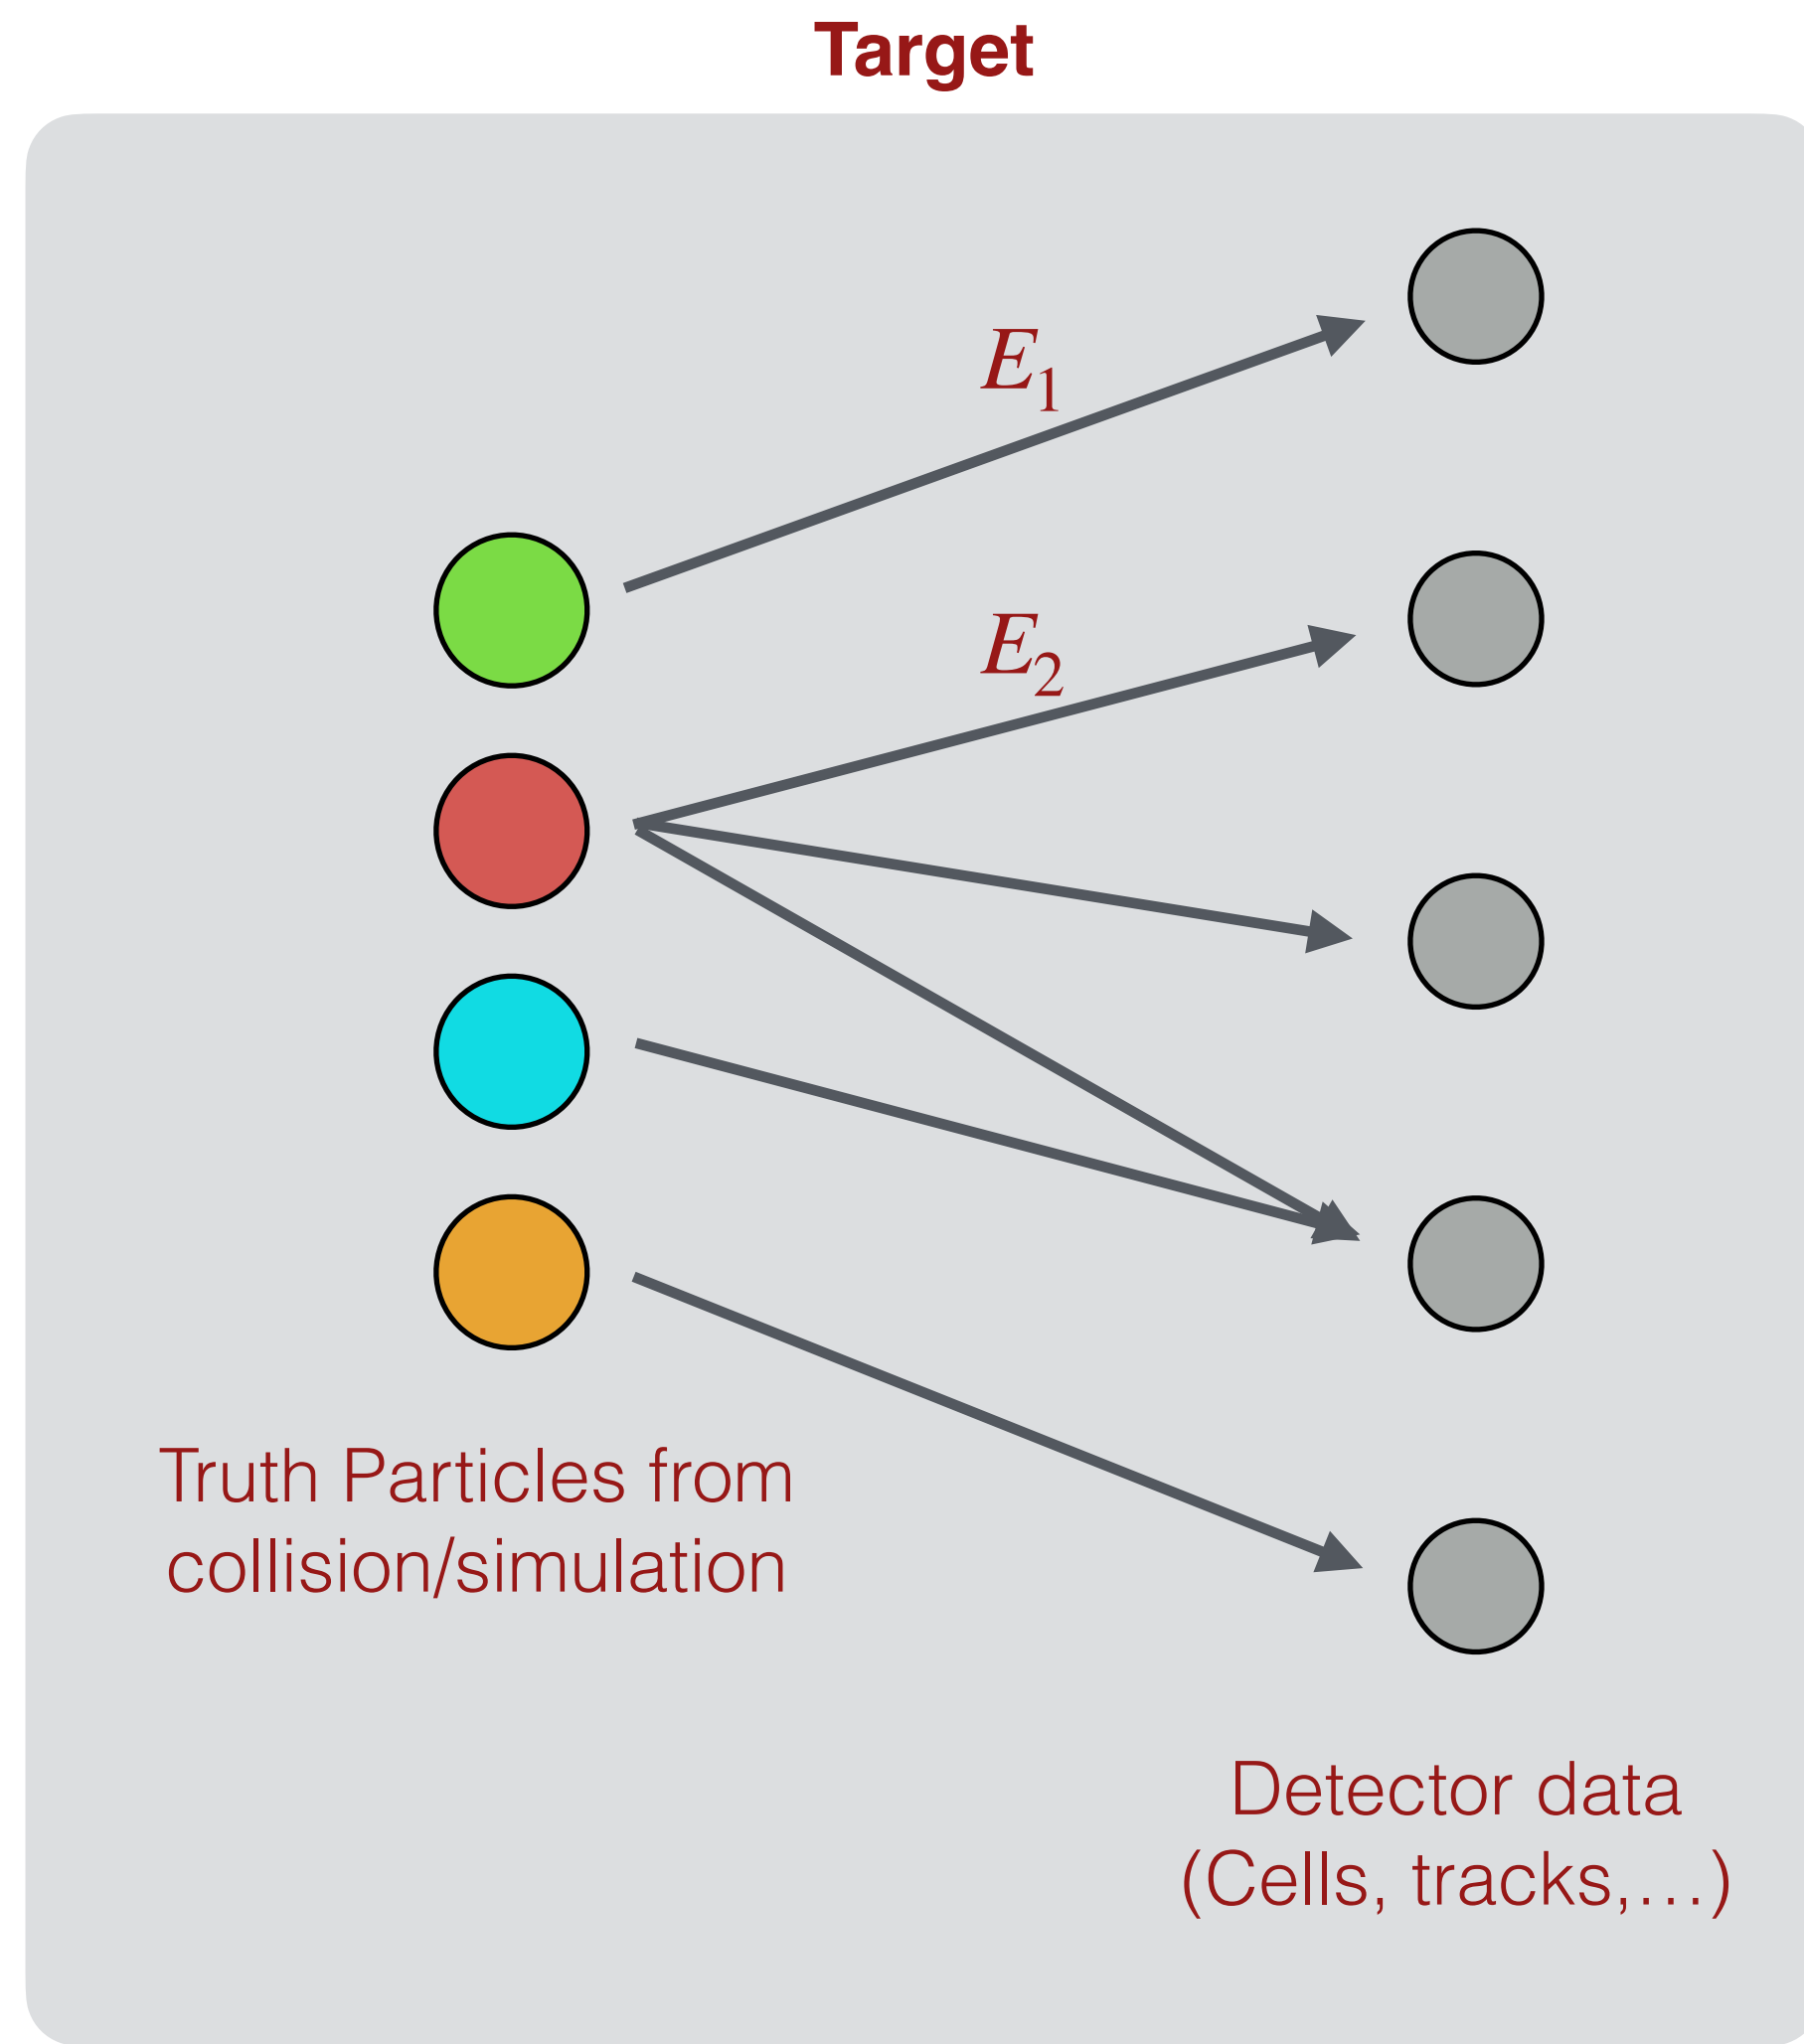 Target
E₁
E₂
Truth Particles from
collision/simulation
Detector data
(Cells, tracks,…)